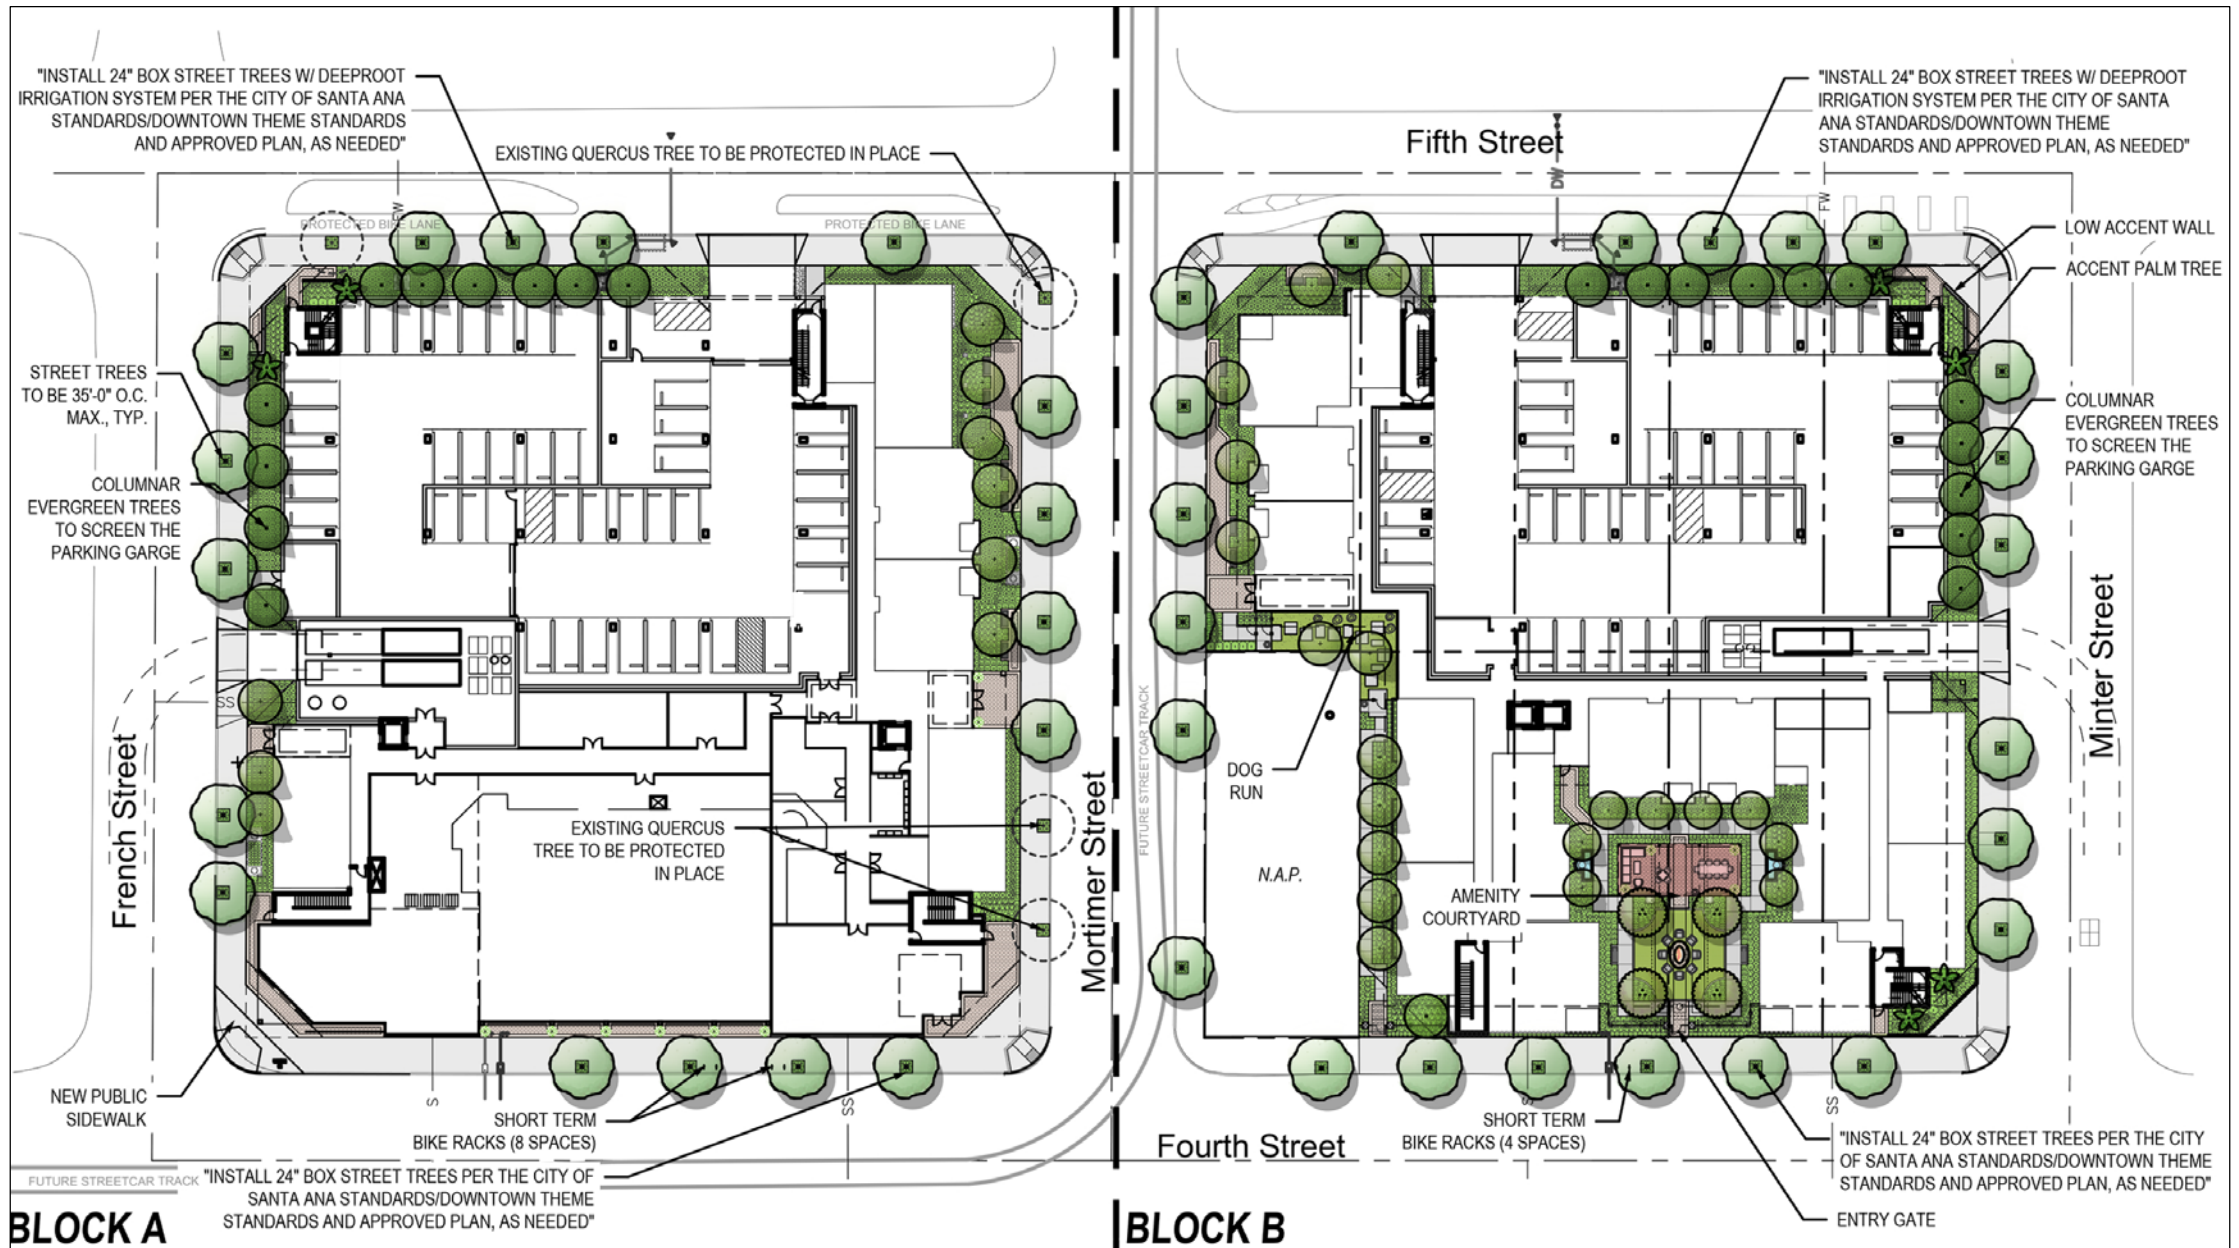 "INSTALL 24" BOX STREET TREES W/ DEEPROOT
IRRIGATION SYSTEM PER THE CITY OF SANTA ANA
STANDARDS/DOWNTOWN THEME STANDARDS
AND APPROVED PLAN, AS NEEDED"
EXISTING QUERCUS TREE TO BE PROTECTED IN PLACE
Fifth Street
"INSTALL 24" BOX STREET TREES W/ DEEPROOT
IRRIGATION SYSTEM PER THE CITY OF SANTA
ANA STANDARDS/DOWNTOWN THEME
STANDARDS AND APPROVED PLAN, AS NEEDED"
DW
FW
FW
PROTECTED BIKE LANE
PROTECTED BIKE LANE
LOW ACCENT WALL
ACCENT PALM TREE
STREET TREES
TO BE 35'-0" O.C.
MAX., TYP.
COLUMNAR
EVERGREEN TREES
TO SCREEN THE
PARKING GARGE
COLUMNAR
EVERGREEN TREES
TO SCREEN THE
PARKING GARGE
SS
French Street
Mortimer Street
FUTURE STREETCAR TRACK
Minter Street
DOG
RUN
EXISTING QUERCUS
TREE TO BE PROTECTED
IN PLACE
N.A.P.
AMENITY
COURTYARD
NEW PUBLIC
SIDEWALK
S
SS
SHORT TERM
BIKE RACKS (8 SPACES)
Fourth Street
S
SS
SHORT TERM
BIKE RACKS (4 SPACES)
"INSTALL 24" BOX STREET TREES PER THE CITY
OF SANTA ANA STANDARDS/DOWNTOWN THEME
STANDARDS AND APPROVED PLAN, AS NEEDED"
FUTURE STREETCAR TRACK
"INSTALL 24" BOX STREET TREES PER THE CITY OF
SANTA ANA STANDARDS/DOWNTOWN THEME
STANDARDS AND APPROVED PLAN, AS NEEDED"
ENTRY GATE
BLOCK A
BLOCK B